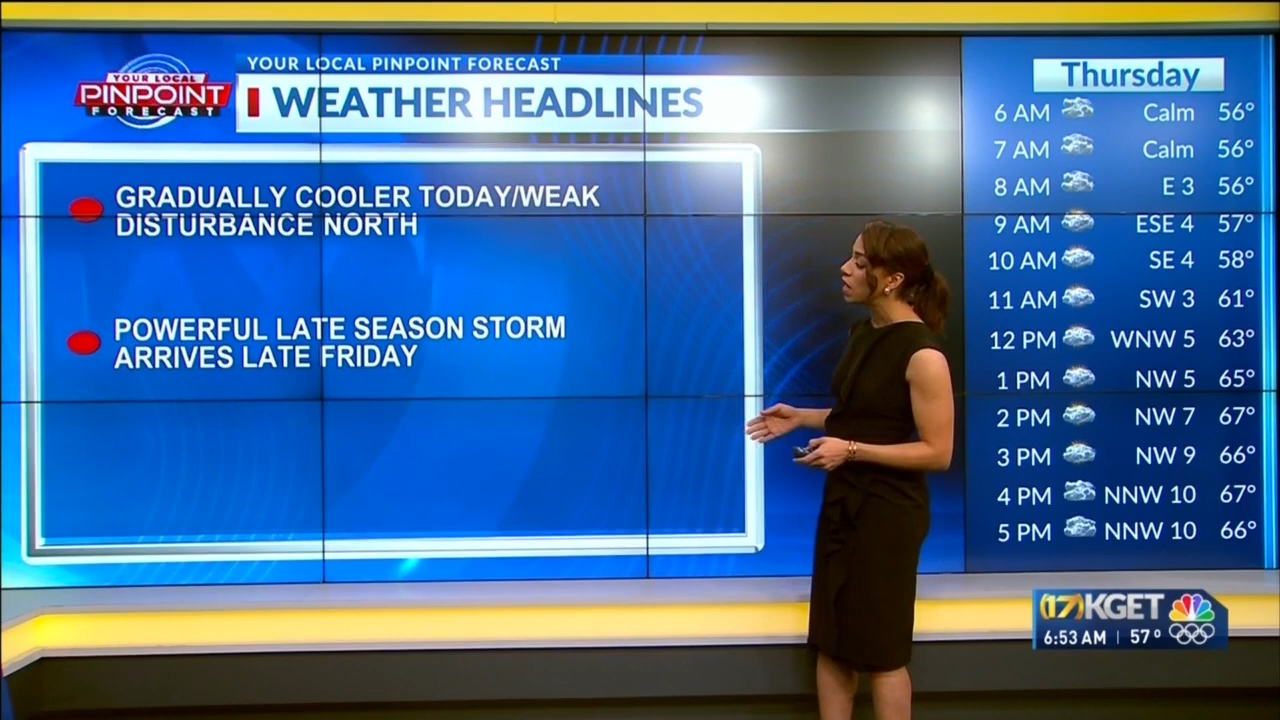 YOUR LOCAL
PINPOINT
FORECAST
YOUR LOCAL PINPOINT FORECAST
WEATHER HEADLINES
GRADUALLY COOLER TODAY/WEAK
DISTURBANCE NORTH
POWERFUL LATE SEASON STORM
ARRIVES LATE FRIDAY
Thursday
6 AM Calm 56°
7 AM Calm 56°
8 AM E 3 56°
9 AM ESE 4 57°
10 AM SE 4 58°
11 AM SW 3 61°
12 PM WNW 5 63°
1 PM NW 5 65°
2 PM NW 7 67°
3 PM NW 9 66°
4 PM NNW 10 67°
5 PM NNW 10 66°
17 KGET
6:53 AM | 57°